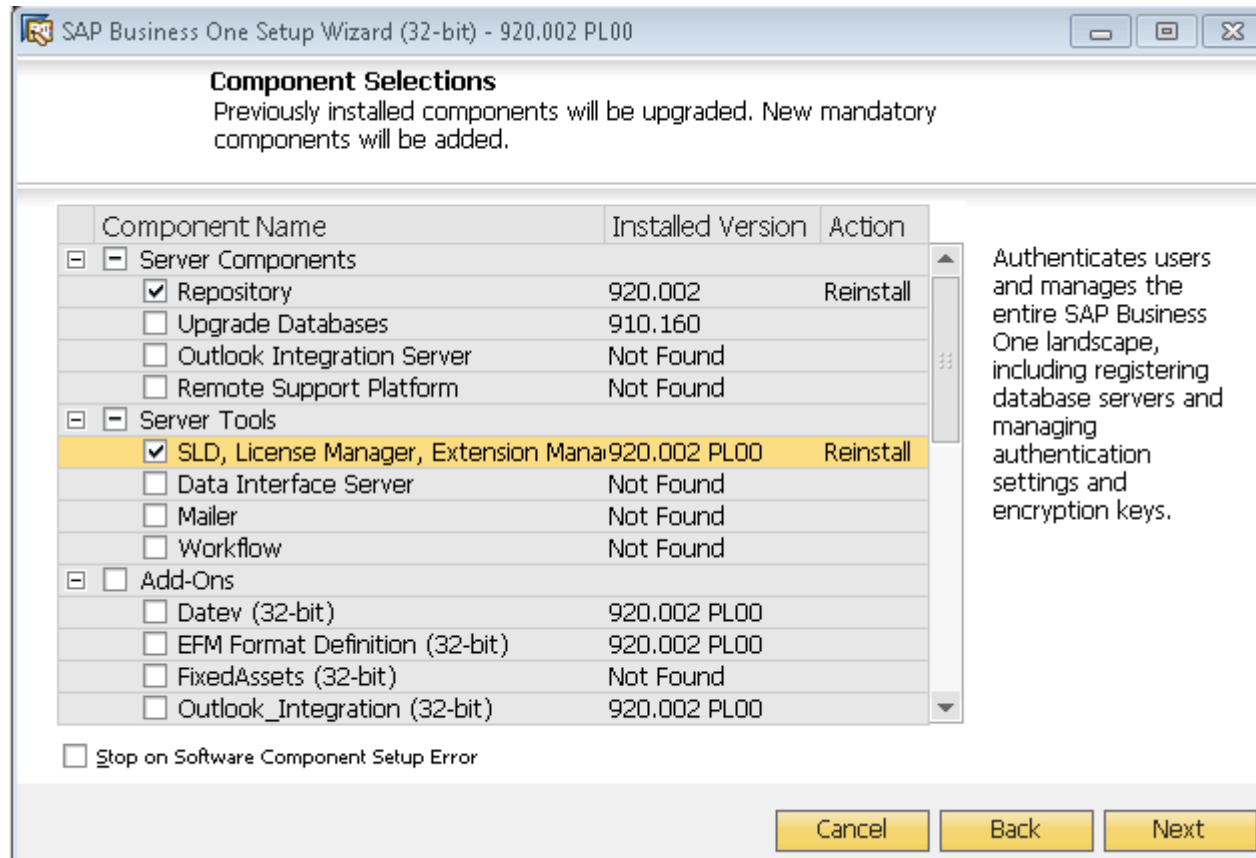 SAP Business One Setup Wizard (32-bit) - 920.002 PL00
Component Selections
Previously installed components will be upgraded. New mandatory
components will be added.
Component Name Installed Version Action
Server Components
Repository 920.002 Reinstall
Upgrade Databases 910.160
Outlook Integration Server Not Found
Remote Support Platform Not Found
Server Tools
SLD, License Manager, Extension Mana 920.002 PL00 Reinstall
Data Interface Server Not Found
Mailer Not Found
Workflow Not Found
Add-Ons
Datev (32-bit) 920.002 PL00
EFM Format Definition (32-bit) 920.002 PL00
FixedAssets (32-bit) Not Found
Outlook_Integration (32-bit) 920.002 PL00
Authenticates users
and manages the
entire SAP Business
One landscape,
including registering
database servers and
managing
authentication
settings and
encryption keys.
Stop on Software Component Setup Error
Cancel Back Next